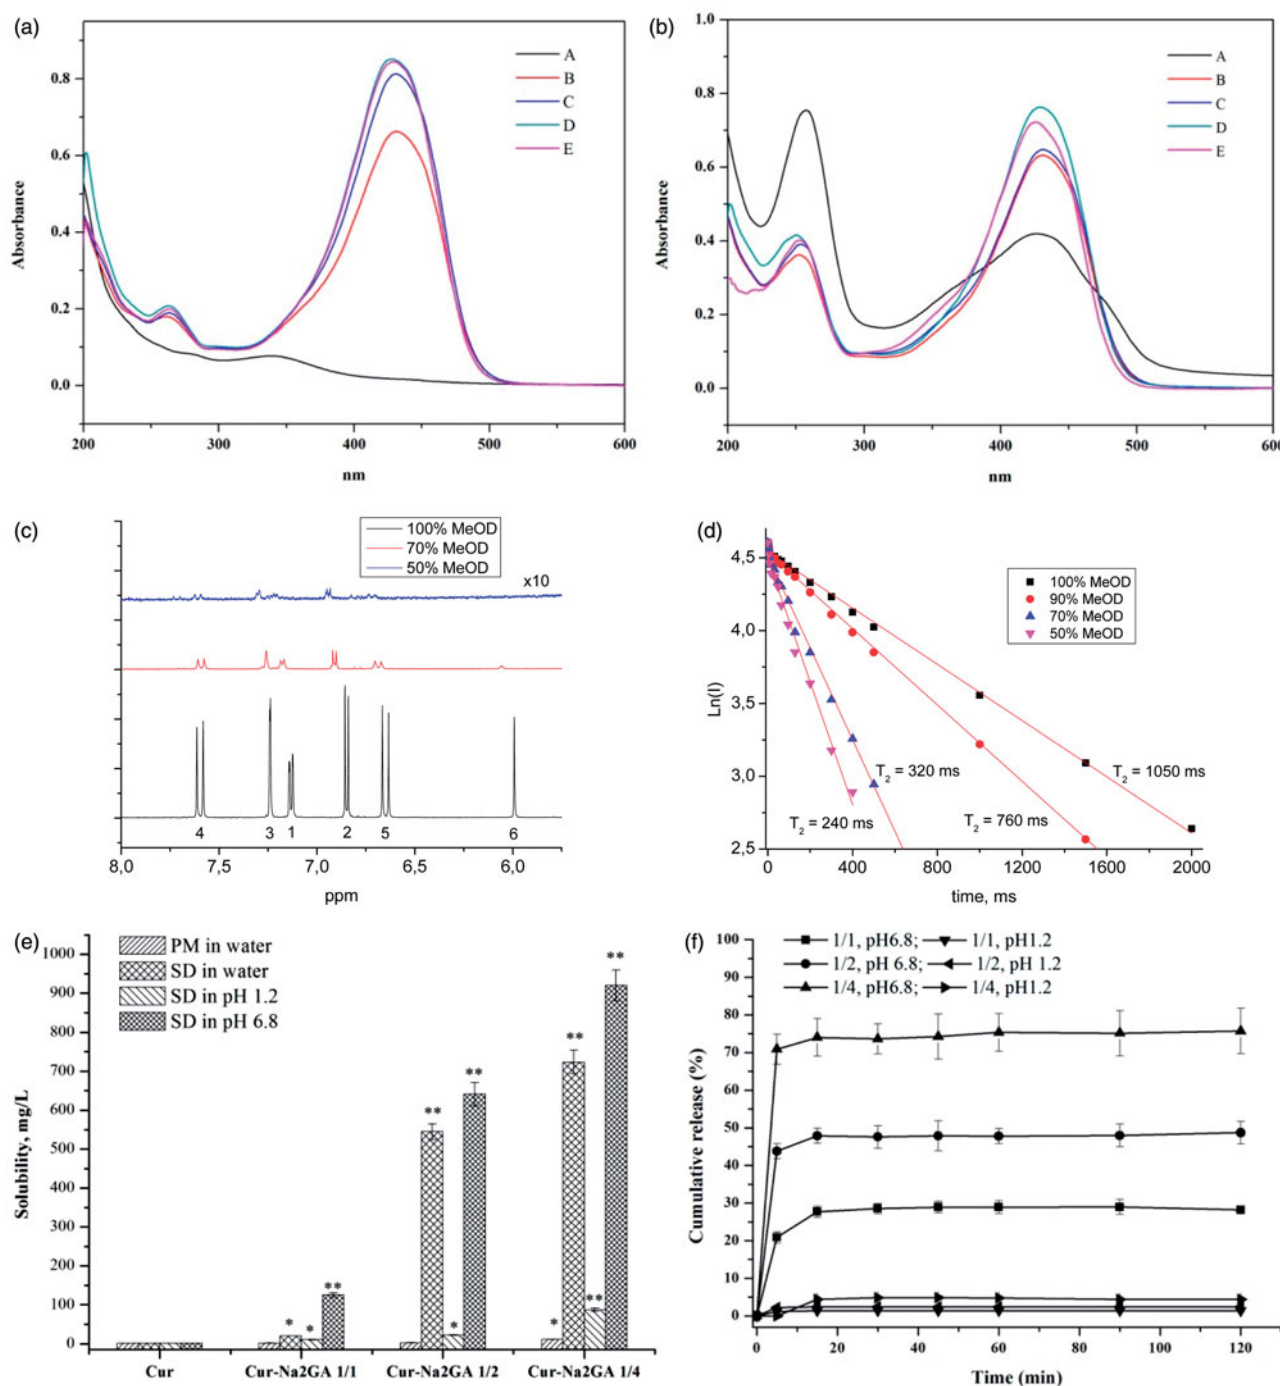 (a)
A
B
C
D
E
0.8
0.6
0.4
0.2
0.0
Absorbance
200
300
400
500
600
nm
(b)
A
B
C
D
E
1.0
0.8
0.6
0.4
0.2
0.0
Absorbance
200
300
400
500
600
nm
(c)
100% MeOD
70% MeOD
50% MeOD
x10
4
3
1
2
5
6
8,0
7,5
7,0
6,5
6,0
ppm
(d)
100% MeOD
90% MeOD
70% MeOD
50% MeOD
4,5
4,0
3,5
3,0
2,5
Ln(I)
T2 = 320 ms
T2 = 1050 ms
T2 = 240 ms
T2 = 760 ms
0
400
800
1200
1600
2000
time, ms
(e)
PM in water
SD in water
SD in pH 1.2
SD in pH 6.8
1000
900
800
700
600
500
400
300
200
100
0
Solubility, mg/L
*
*
**
**
*
**
*
**
**
**
Cur
Cur-Na2GA 1/1
Cur-Na2GA 1/2
Cur-Na2GA 1/4
(f)
1/1, pH6.8;
1/1, pH1.2
1/2, pH 6.8;
1/2, pH 1.2
1/4, pH6.8;
1/4, pH1.2
100
90
80
70
60
50
40
30
20
10
0
Cumulative release (%)
0
20
40
60
80
100
120
Time (min)